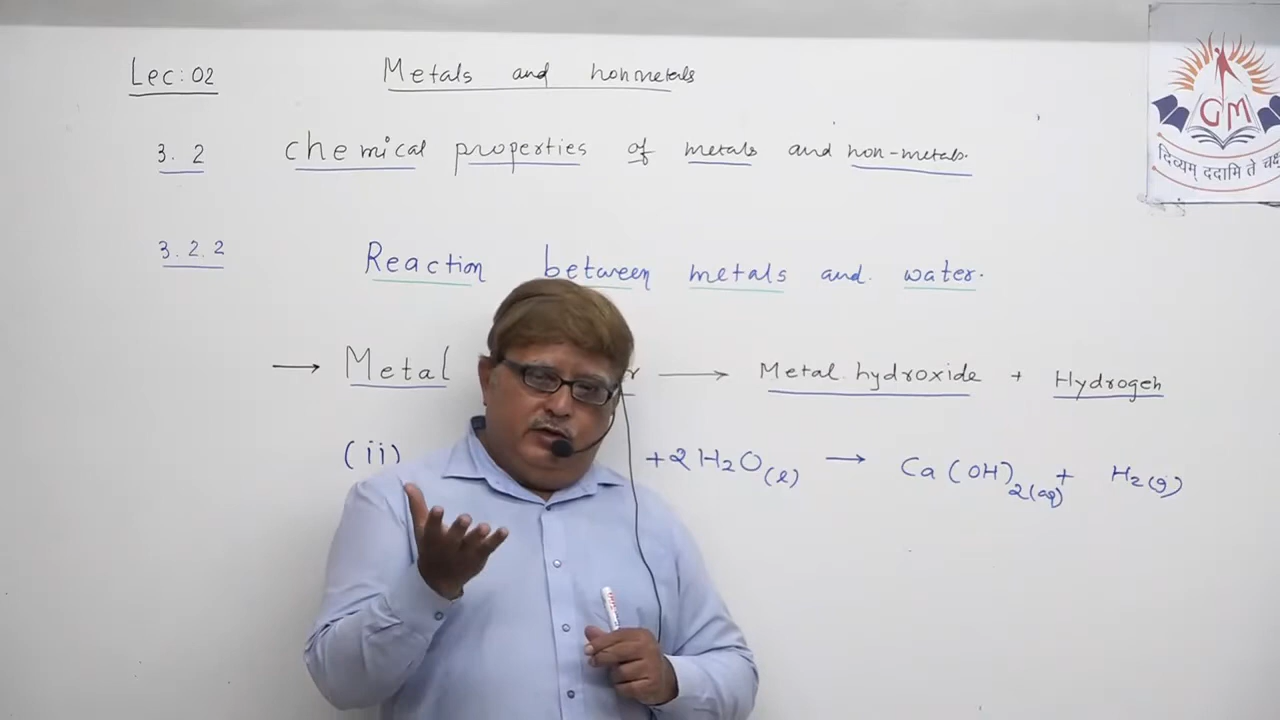 Lec: 02 Metals and nonmetals
3.2 chemical properties of metals and non-metals.
3.2.2 Reaction between metals and water.
→ Metal → Metal hydroxide + Hydrogen
(ii) +2H₂O(l) → Ca(OH)₂(aq) + H₂(g)
GM
दिव्यम् ददामि ते